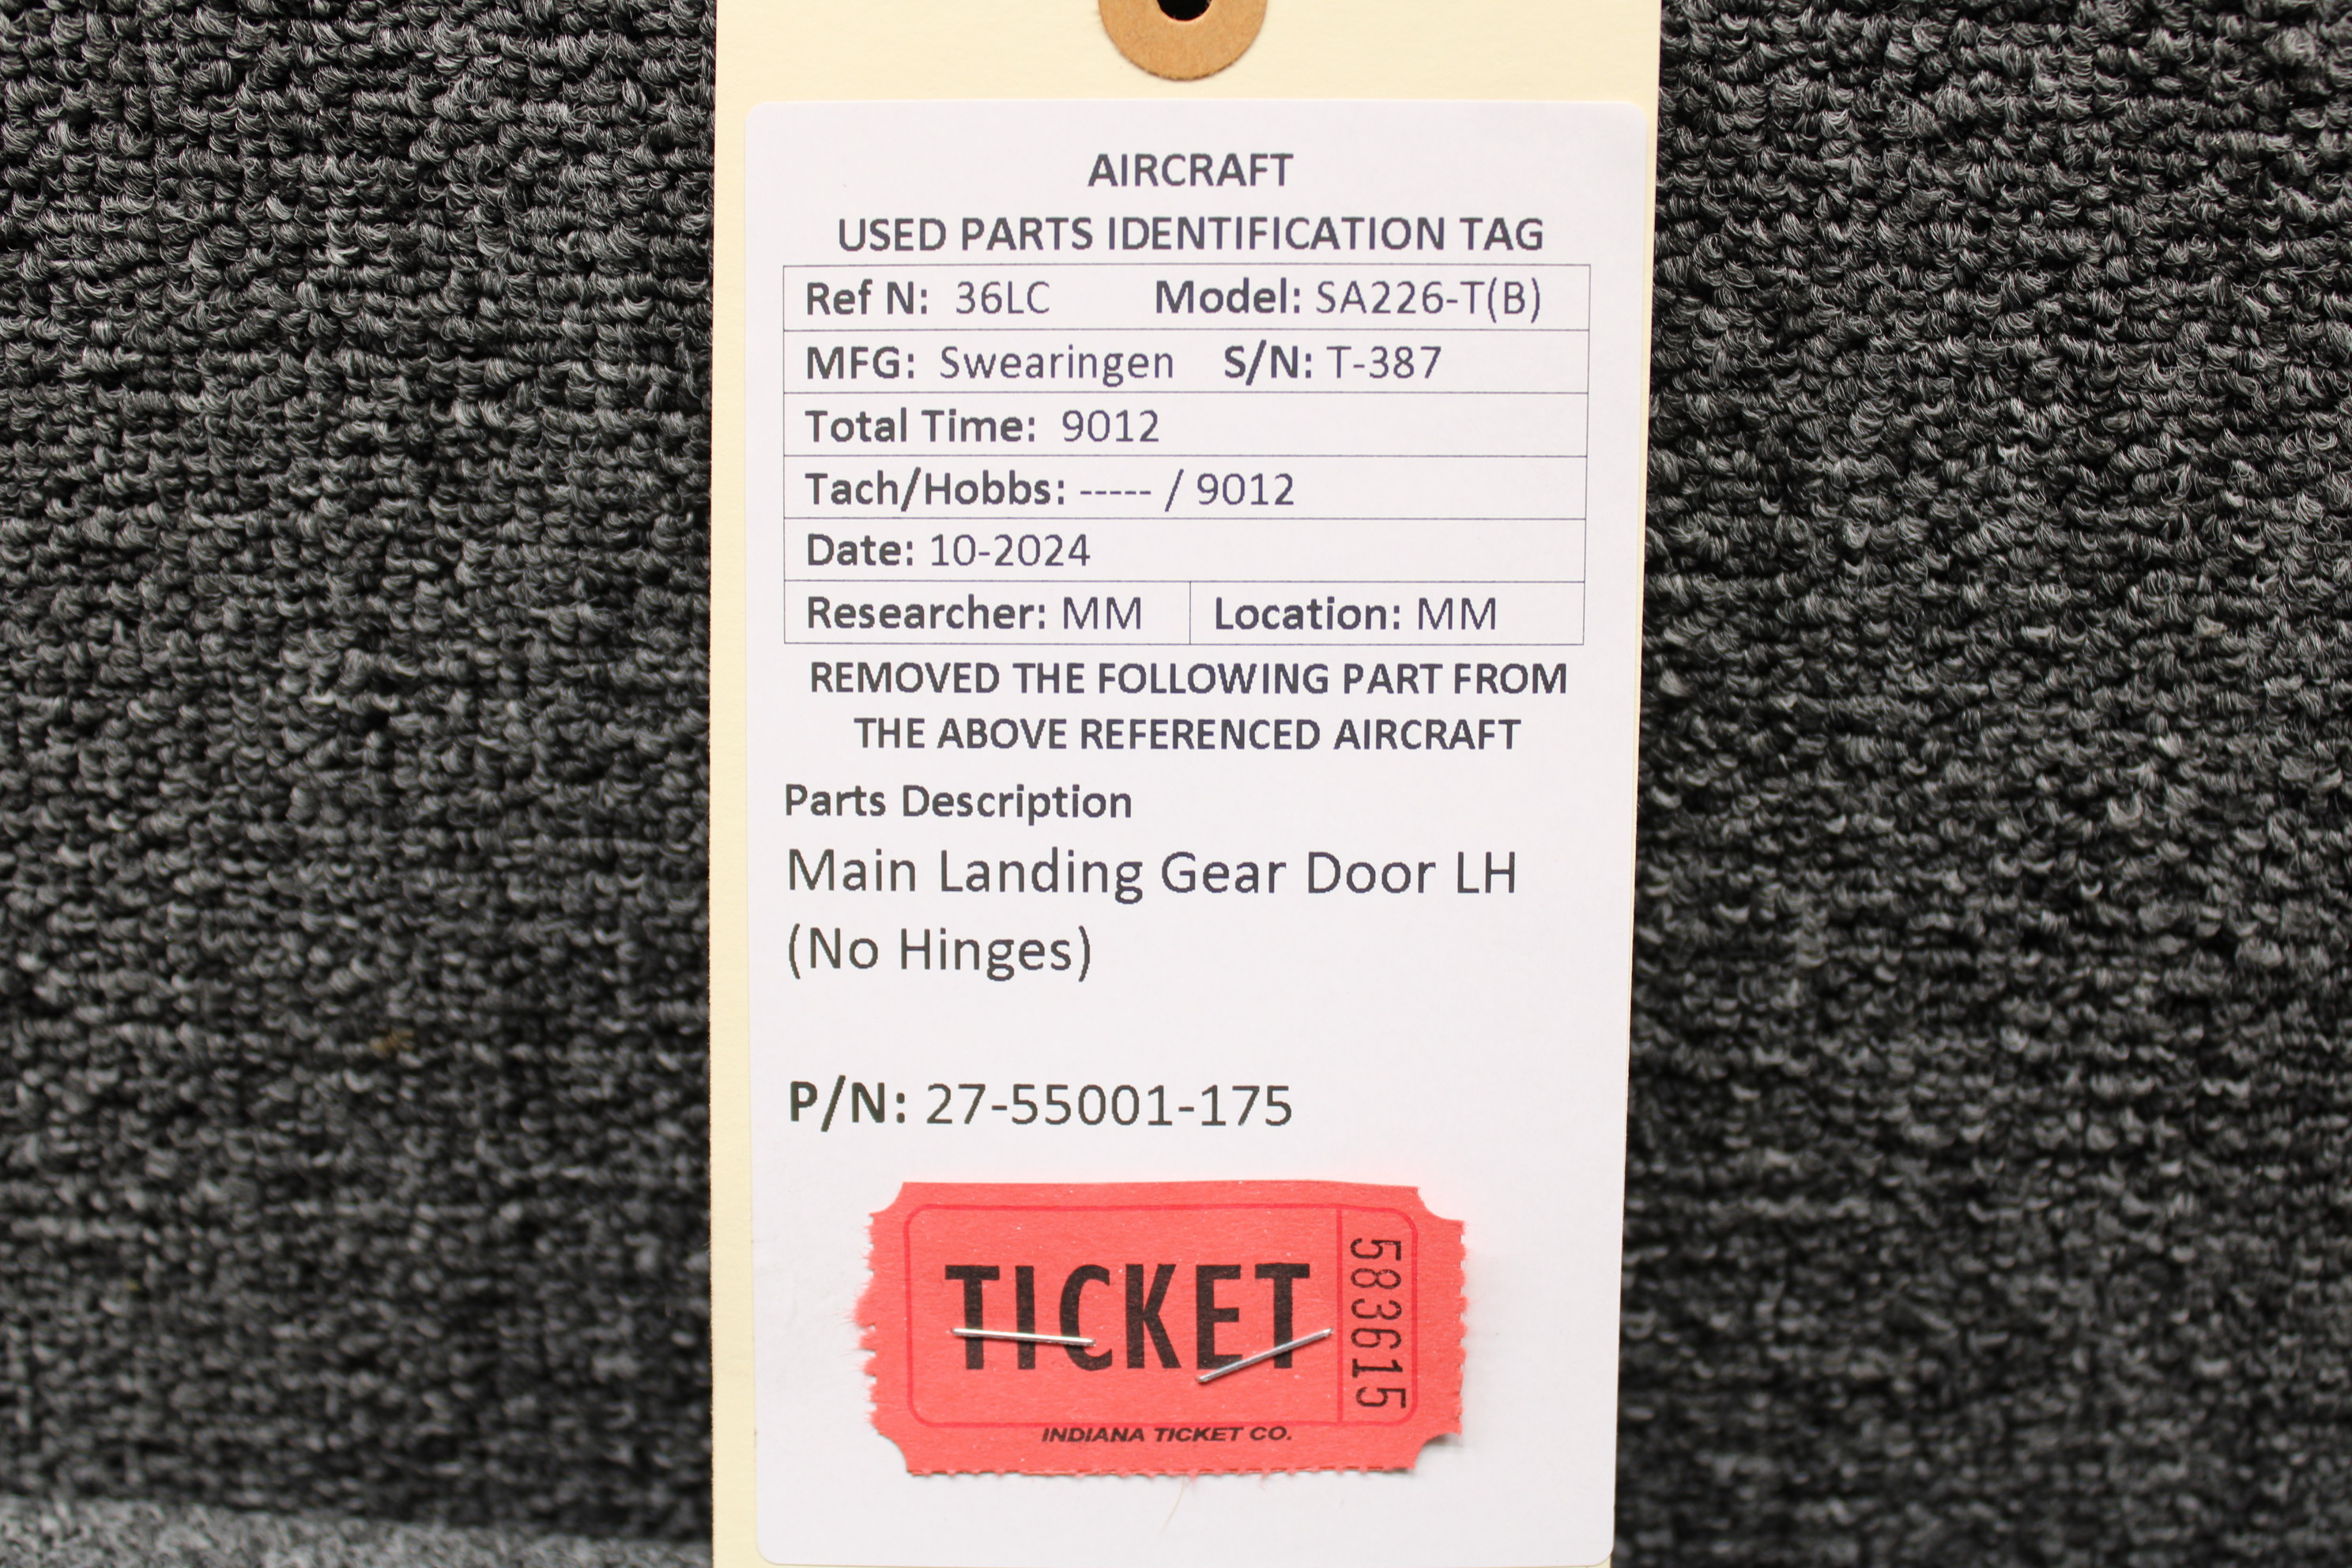 AIRCRAFT
USED PARTS IDENTIFICATION TAG
Ref N: 36LC Model: SA226-T(B)
MFG: Swearingen S/N: T-387
Total Time: 9012
Tach/Hobbs: ----- / 9012
Date: 10-2024
Researcher: MM Location: MM
REMOVED THE FOLLOWING PART FROM
THE ABOVE REFERENCED AIRCRAFT
Parts Description
Main Landing Gear Door LH
(No Hinges)
P/N: 27-55001-175
TICKET
583615
INDIANA TICKET CO.